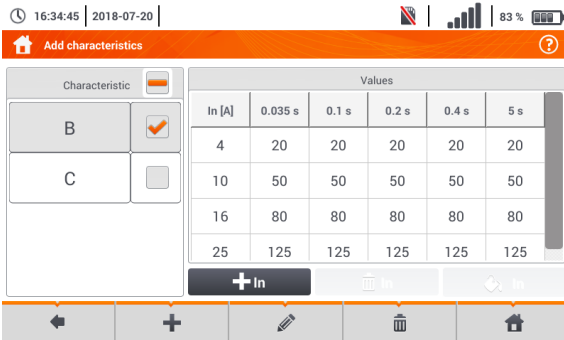 16:34:45 2018-07-20 83 %
Add characteristics ?
Characteristic Values
In [A] 0.035 s 0.1 s 0.2 s 0.4 s 5 s
B
4 20 20 20 20 20
C
10 50 50 50 50 50
16 80 80 80 80 80
25 125 125 125 125 125
In In In